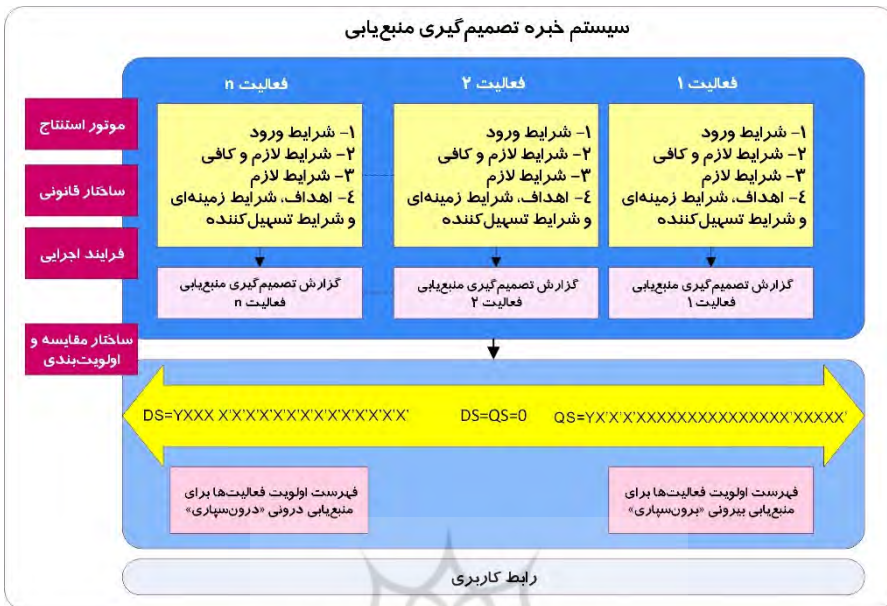 سیستم خبره تصمیم‌گیری منبع‌یابی
فعالیت ۱
فعالیت ۲
فعالیت n
۱- شرایط ورود
۲- شرایط لازم و کافی
۳- شرایط لازم
٤- اهداف، شرایط زمینه‌ای
و شرایط تسهیل‌کننده
۱- شرایط ورود
۲- شرایط لازم و کافی
۳- شرایط لازم
٤- اهداف، شرایط زمینه‌ای
و شرایط تسهیل‌کننده
۱- شرایط ورود
۲- شرایط لازم و کافی
۳- شرایط لازم
٤- اهداف، شرایط زمینه‌ای
و شرایط تسهیل‌کننده
گزارش تصمیم‌گیری منبع‌یابی
فعالیت ۱
گزارش تصمیم‌گیری منبع‌یابی
فعالیت ۲
گزارش تصمیم‌گیری منبع‌یابی
فعالیت n
موتور استنتاج
ساختار قانونی
فرایند اجرایی
ساختار مقایسه و
اولویت‌بندی
QS=YX'X'X'XXXXXXXXXXXXXXX'XXXXX'
DS=QS=0
DS=YXXX X'X'X'X'X'X'X'X'X'X'X'X'X'X'
فهرست اولویت فعالیت‌ها برای
منبع‌یابی بیرونی «برون‌سپاری»
فهرست اولویت فعالیت‌ها برای
منبع‌یابی درونی «درون‌سپاری»
رابط کاربری